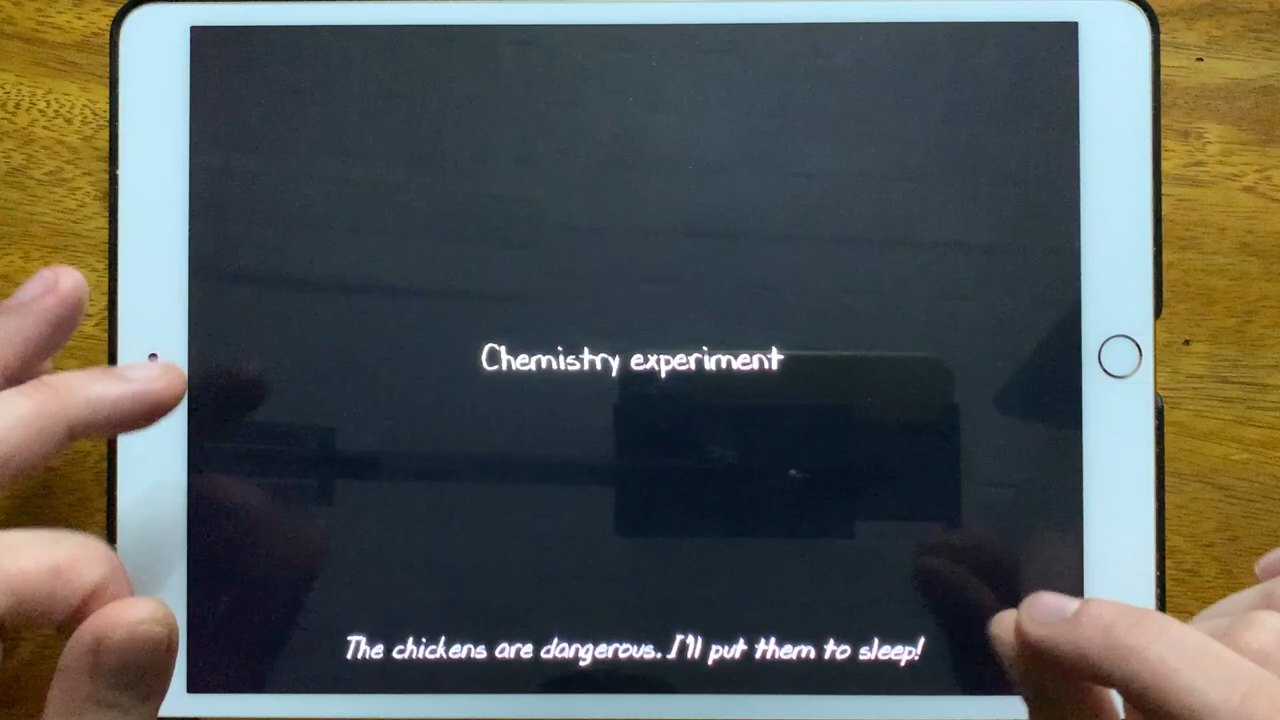 Chemistry experiment
The chickens are dangerous. I'll put them to sleep!